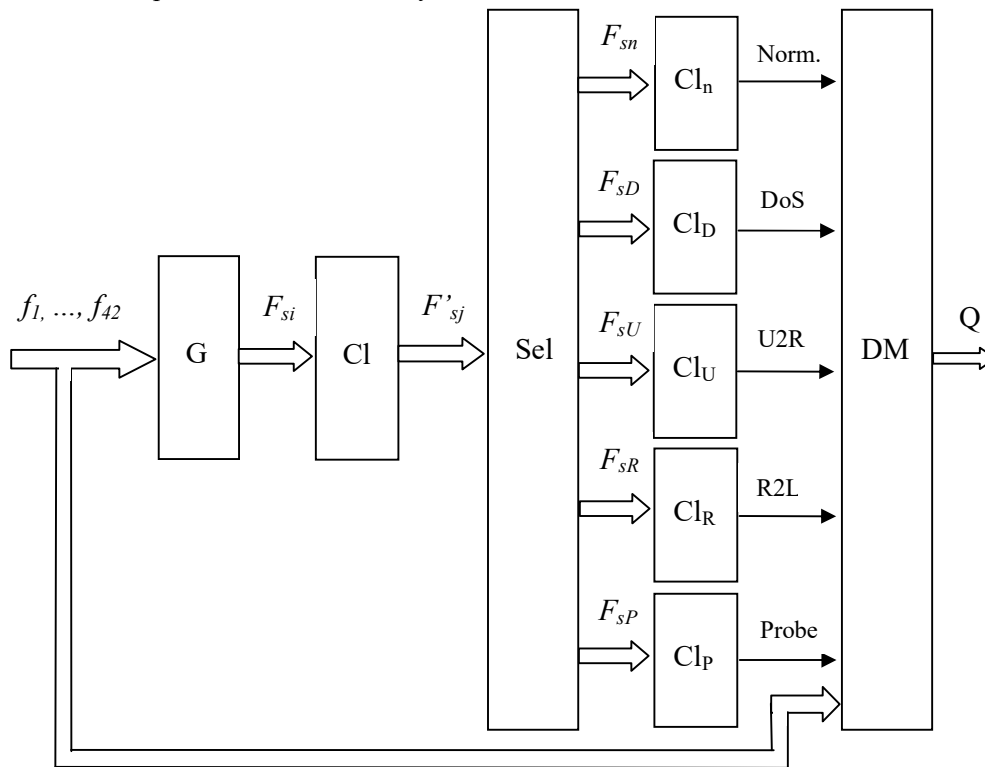 F_sn
Cl_n
Norm.
F_sD
Cl_D
DoS
f_1, ..., f_42
G
F_si
Cl
F'_sj
Sel
F_sU
Cl_U
U2R
DM
Q
F_sR
Cl_R
R2L
F_sP
Cl_P
Probe